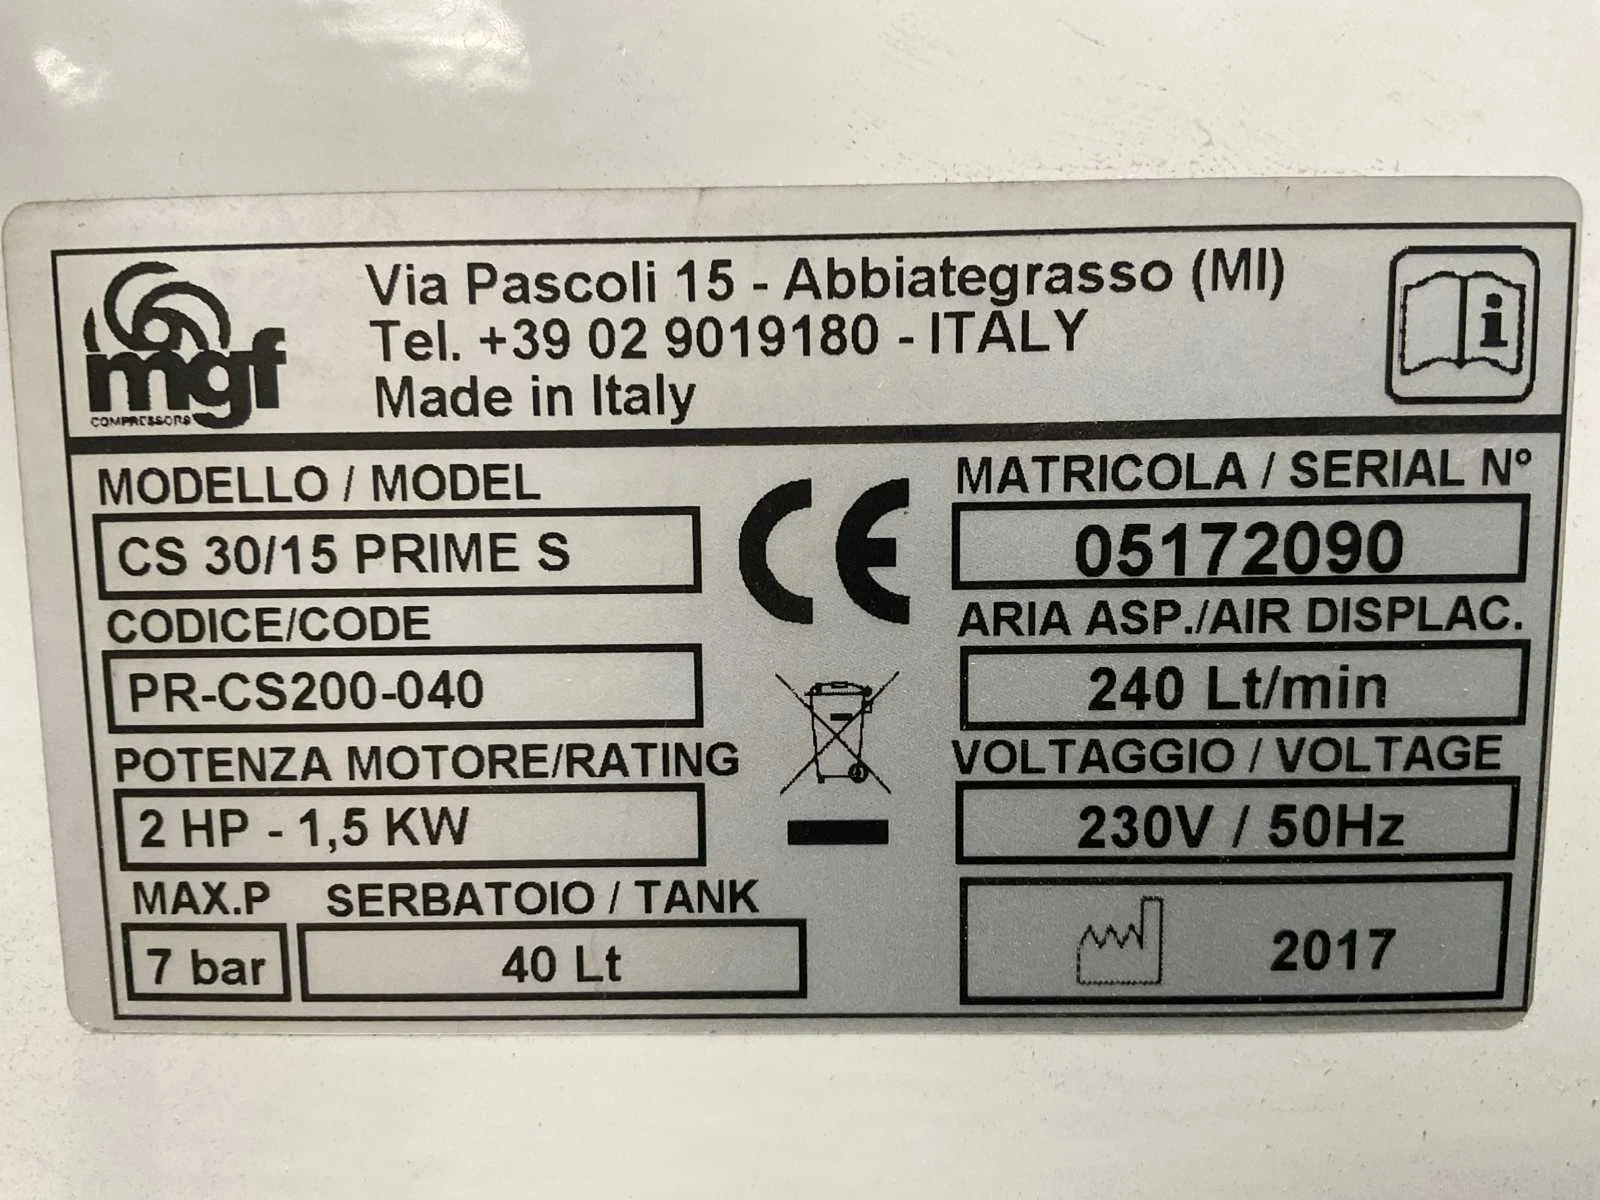 mgf
COMPRESSORS
Via Pascoli 15 - Abbiategrasso (MI)
Tel. +39 02 9019180 - ITALY
Made in Italy
i
MODELLO / MODEL
CS 30/15 PRIME S
CODICE/CODE
PR-CS200-040
POTENZA MOTORE/RATING
2 HP - 1,5 KW
MAX.P
7 bar
SERBATOIO / TANK
40 Lt
CE
MATRICOLA / SERIAL N°
05172090
ARIA ASP./AIR DISPLAC.
240 Lt/min
VOLTAGGIO / VOLTAGE
230V / 50Hz
2017